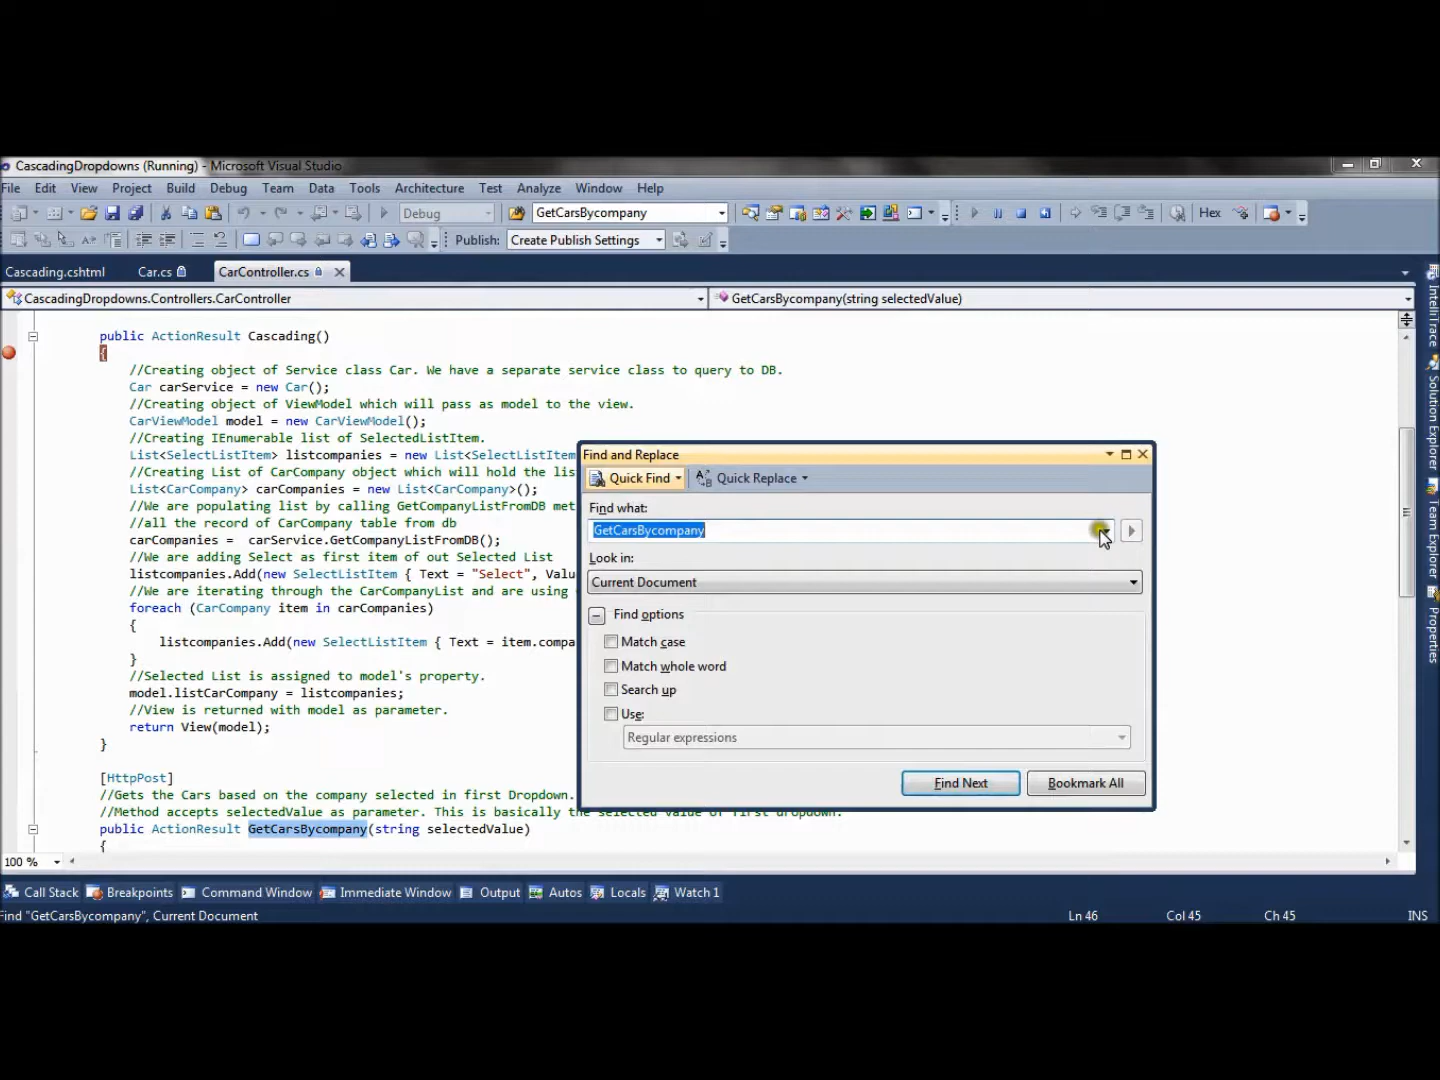 CascadingDropdowns (Running) - Microsoft Visual Studio
File Edit View Project Build Debug Team Data Tools Architecture Test Analyze Window Help
Debug GetCarsBycompany Hex
Publish: Create Publish Settings
Cascading.cshtml Car.cs CarController.cs
CascadingDropdowns.Controllers.CarController GetCarsBycompany(string selectedValue)
public ActionResult Cascading()
{
//Creating object of Service class Car. We have a separate service class to query to DB.
Car carService = new Car();
//Creating object of ViewModel which will pass as model to the view.
CarViewModel model = new CarViewModel();
//Creating IEnumerable list of SelectedListItem.
List<SelectListItem> listcompanies = new List<SelectListItem
//Creating List of CarCompany object which will hold the lis
List<CarCompany> carCompanies = new List<CarCompany>();
//We are populating list by calling GetCompanyListFromDB met
//all the record of CarCompany table from db
carCompanies =  carService.GetCompanyListFromDB();
//We are adding Select as first item of out Selected List
listcompanies.Add(new SelectListItem { Text = "Select", Valu
//We are iterating through the CarCompanyList and are using
foreach (CarCompany item in carCompanies)
{
listcompanies.Add(new SelectListItem { Text = item.compa
}
//Selected List is assigned to model's property.
model.listCarCompany = listcompanies;
//View is returned with model as parameter.
return View(model);
}
[HttpPost]
//Gets the Cars based on the company selected in first Dropdown.
//Method accepts selectedValue as parameter. This is basically the selected value of first dropdown.
public ActionResult GetCarsBycompany(string selectedValue)
{
Find and Replace
Quick Find Quick Replace
Find what:
GetCarsBycompany
Look in:
Current Document
Find options
Match case
Match whole word
Search up
Use:
Regular expressions
Find Next Bookmark All
IntelliTrace
Solution Explorer
Team Explorer
Properties
100 %
Call Stack Breakpoints Command Window Immediate Window Output Autos Locals Watch 1
Find "GetCarsBycompany", Current Document Ln 46 Col 45 Ch 45 INS